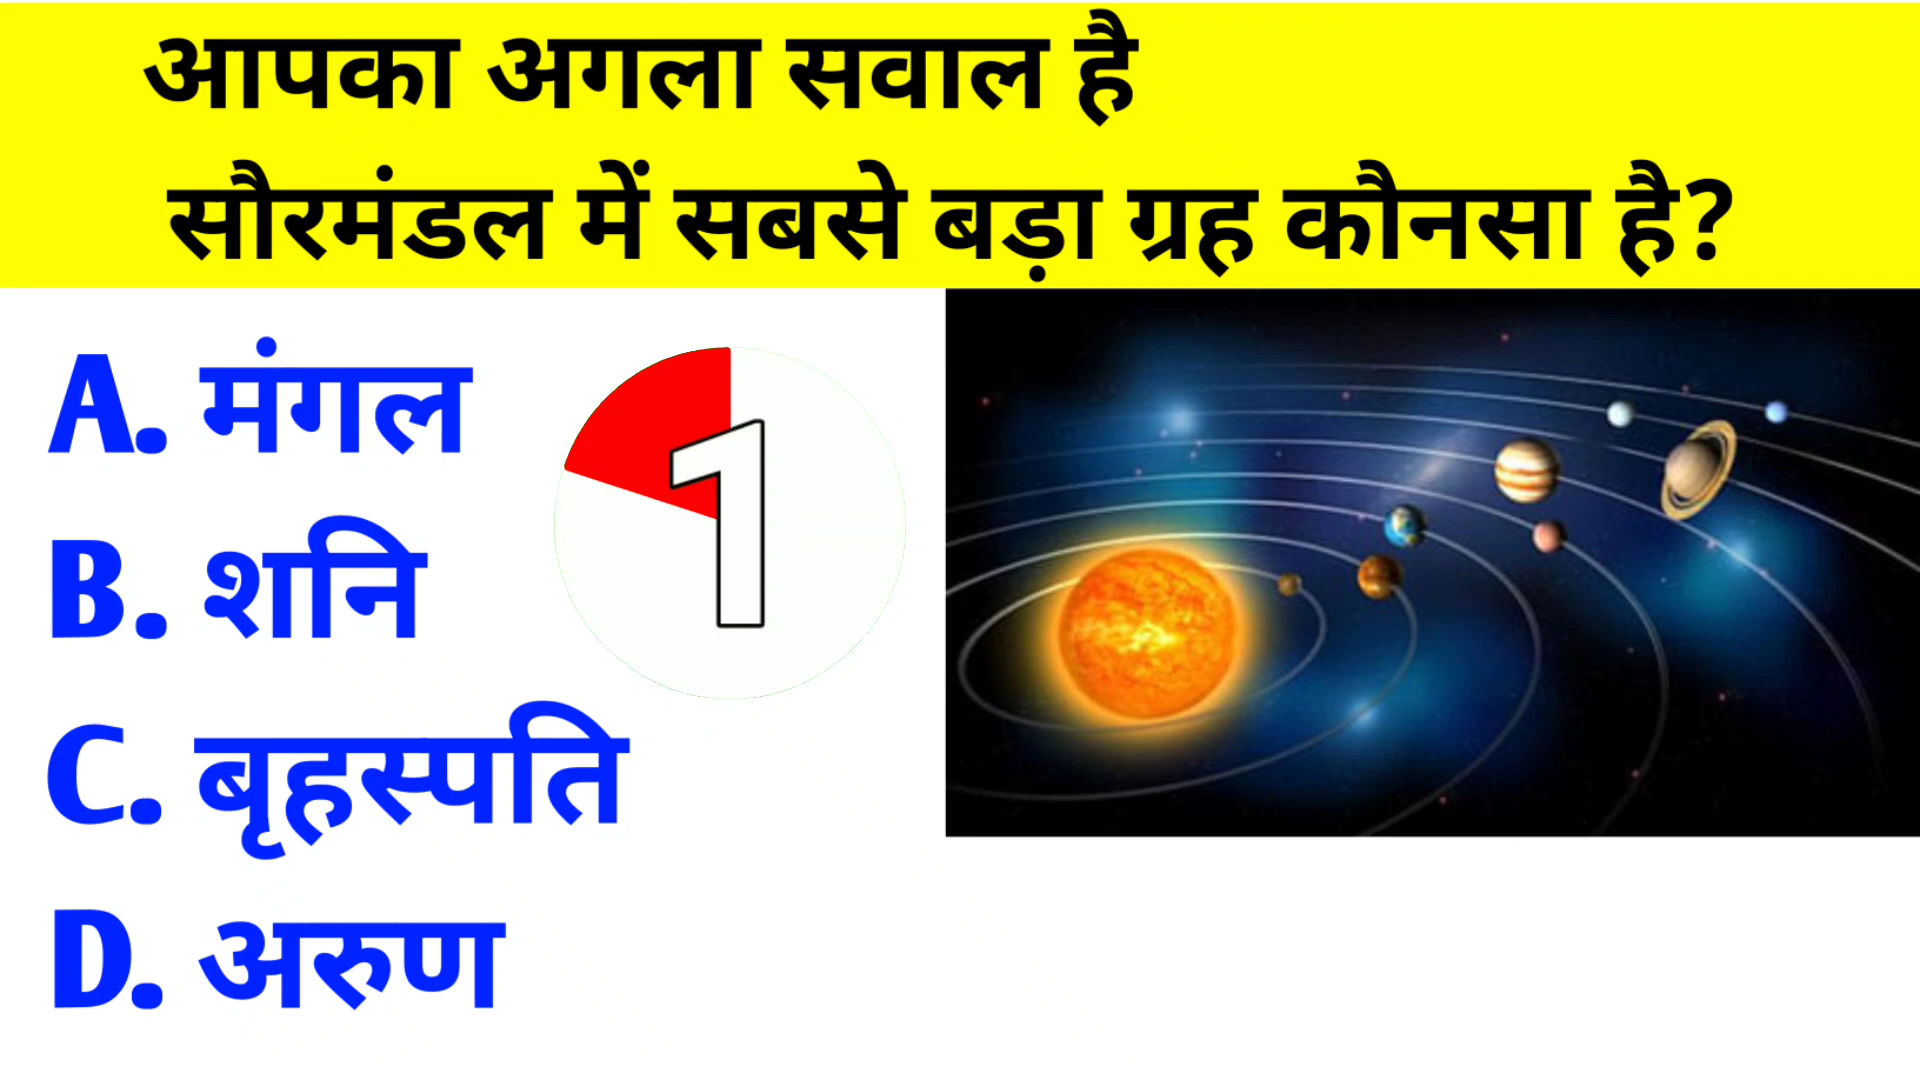 आपका अगला सवाल है
सौरमंडल में सबसे बड़ा ग्रह कौनसा है?
A. मंगल
1
B. शनि
C. बृहस्पति
D. अरुण